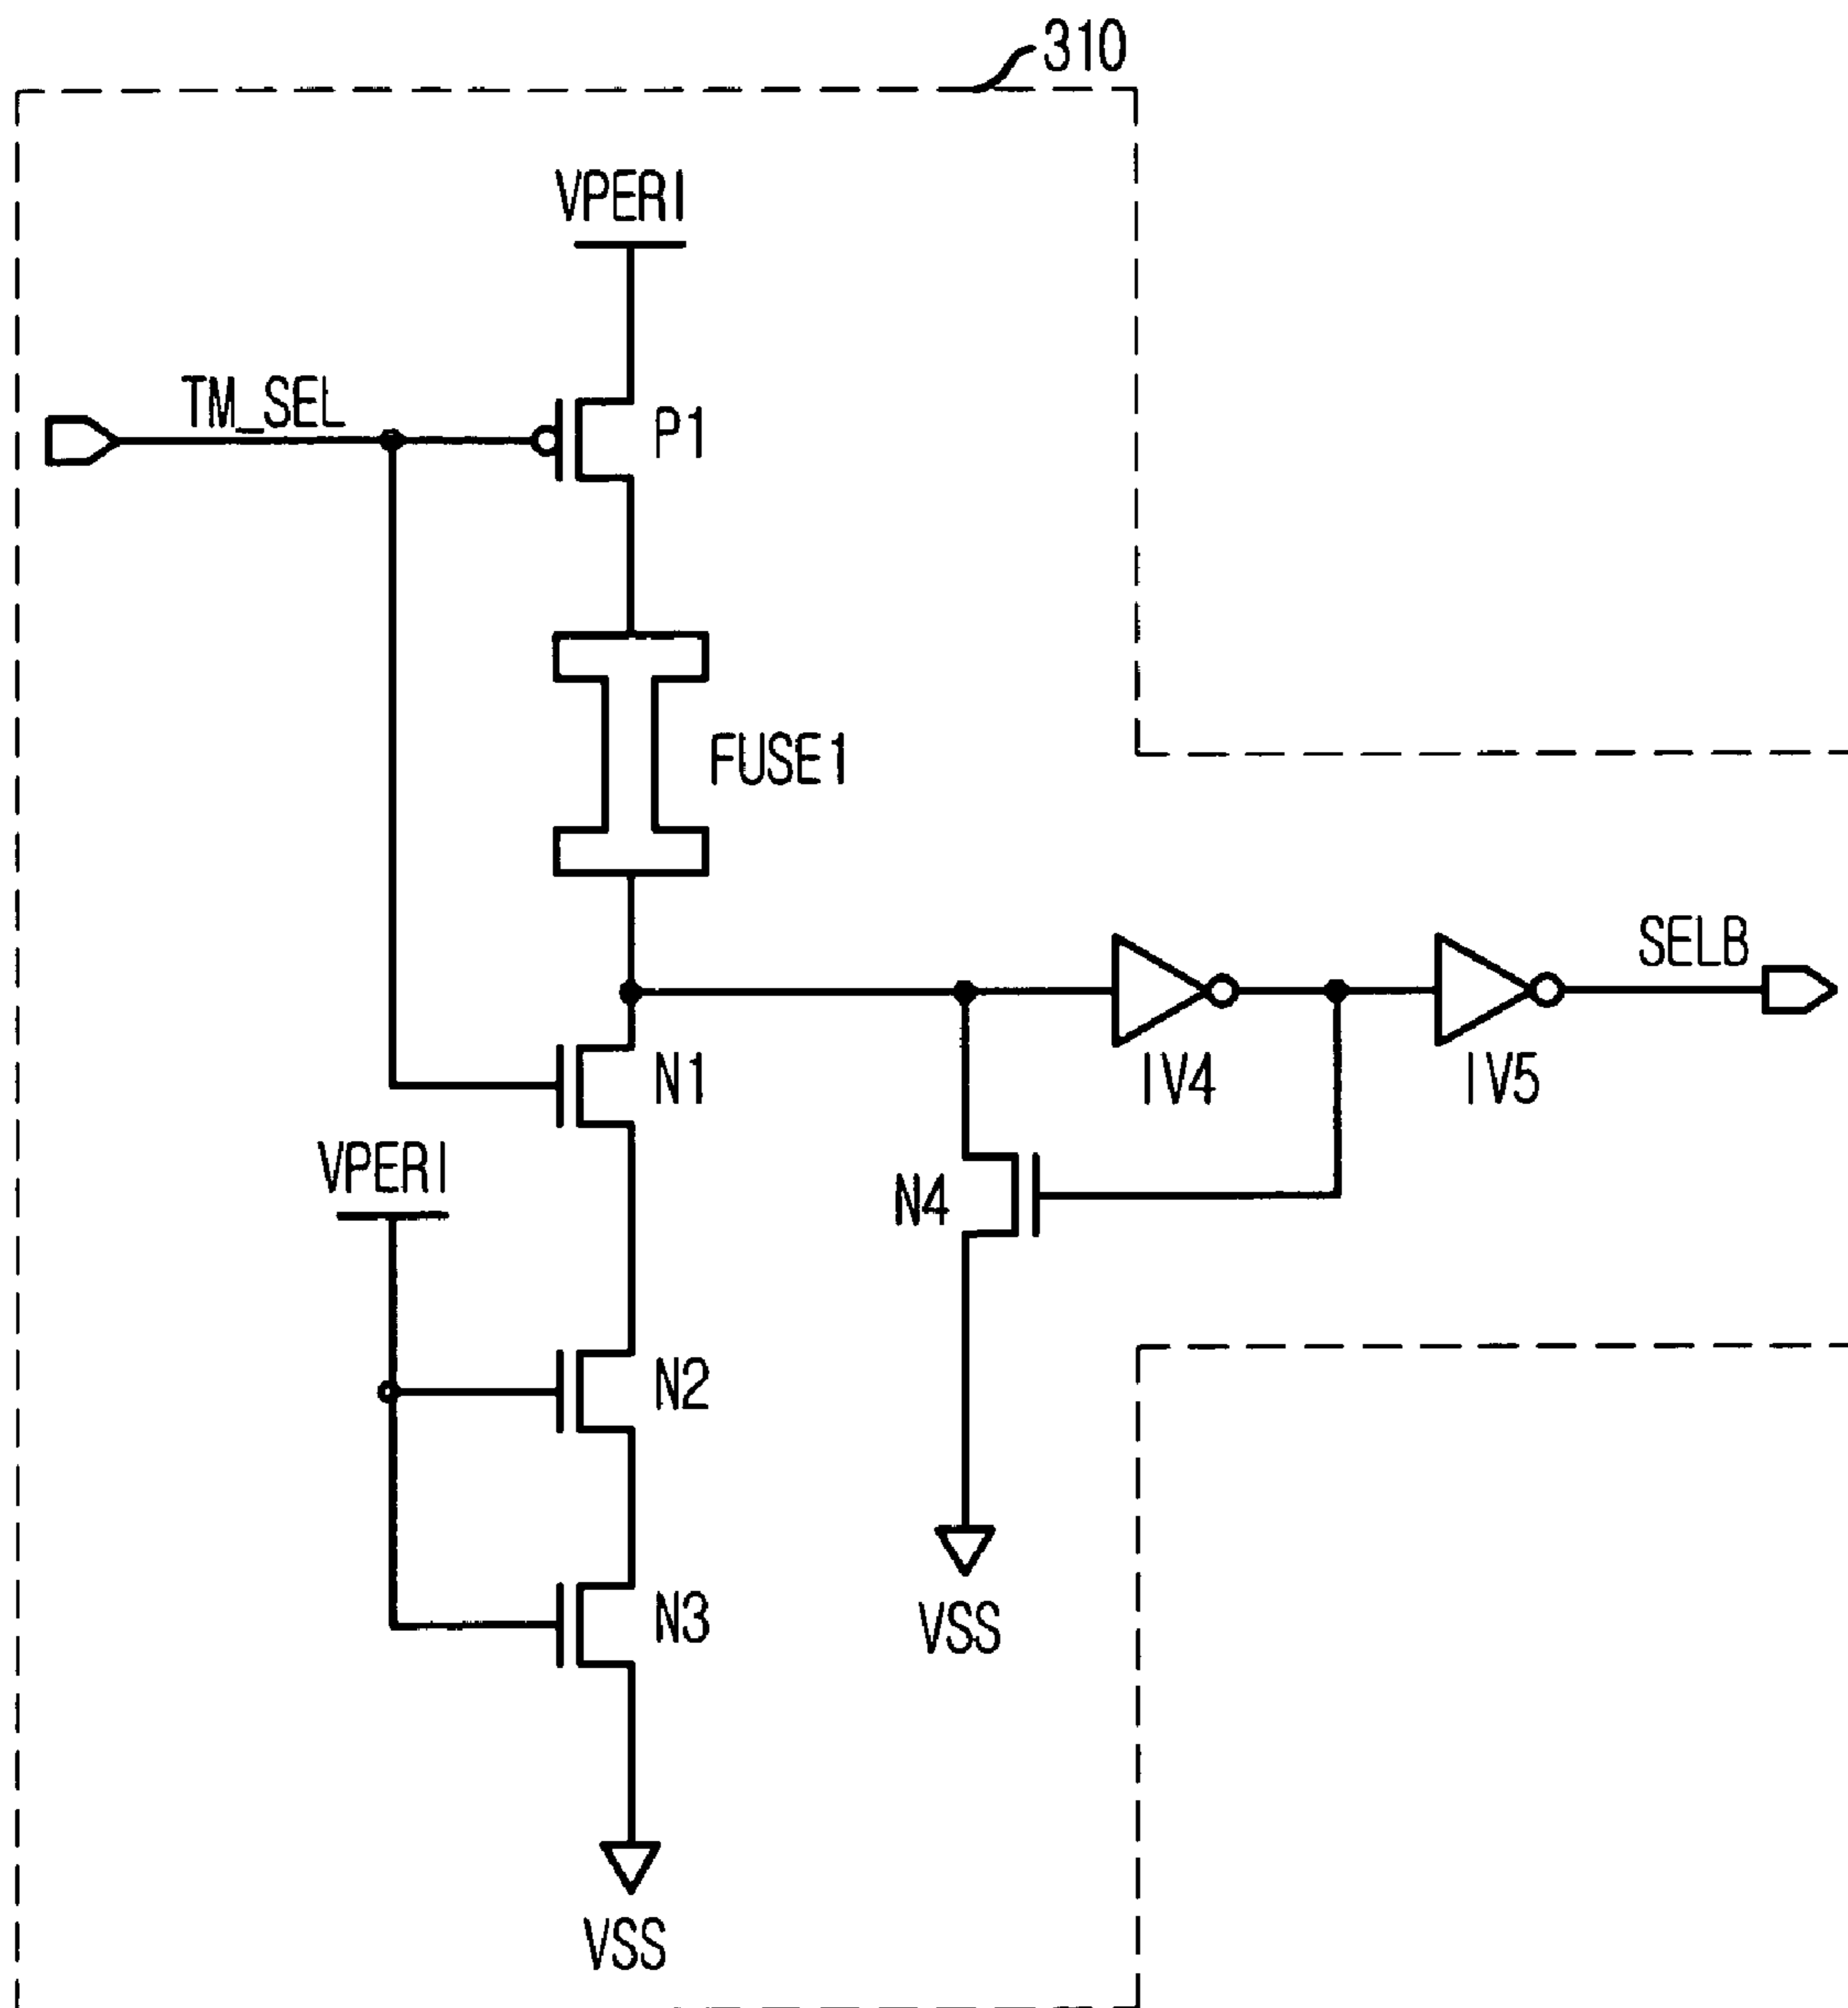 310
VPERI
TM_SEL
P1
FUSE1
SELB
N1
IV4
IV5
VPERI
N4
N2
N3
VSS
VSS